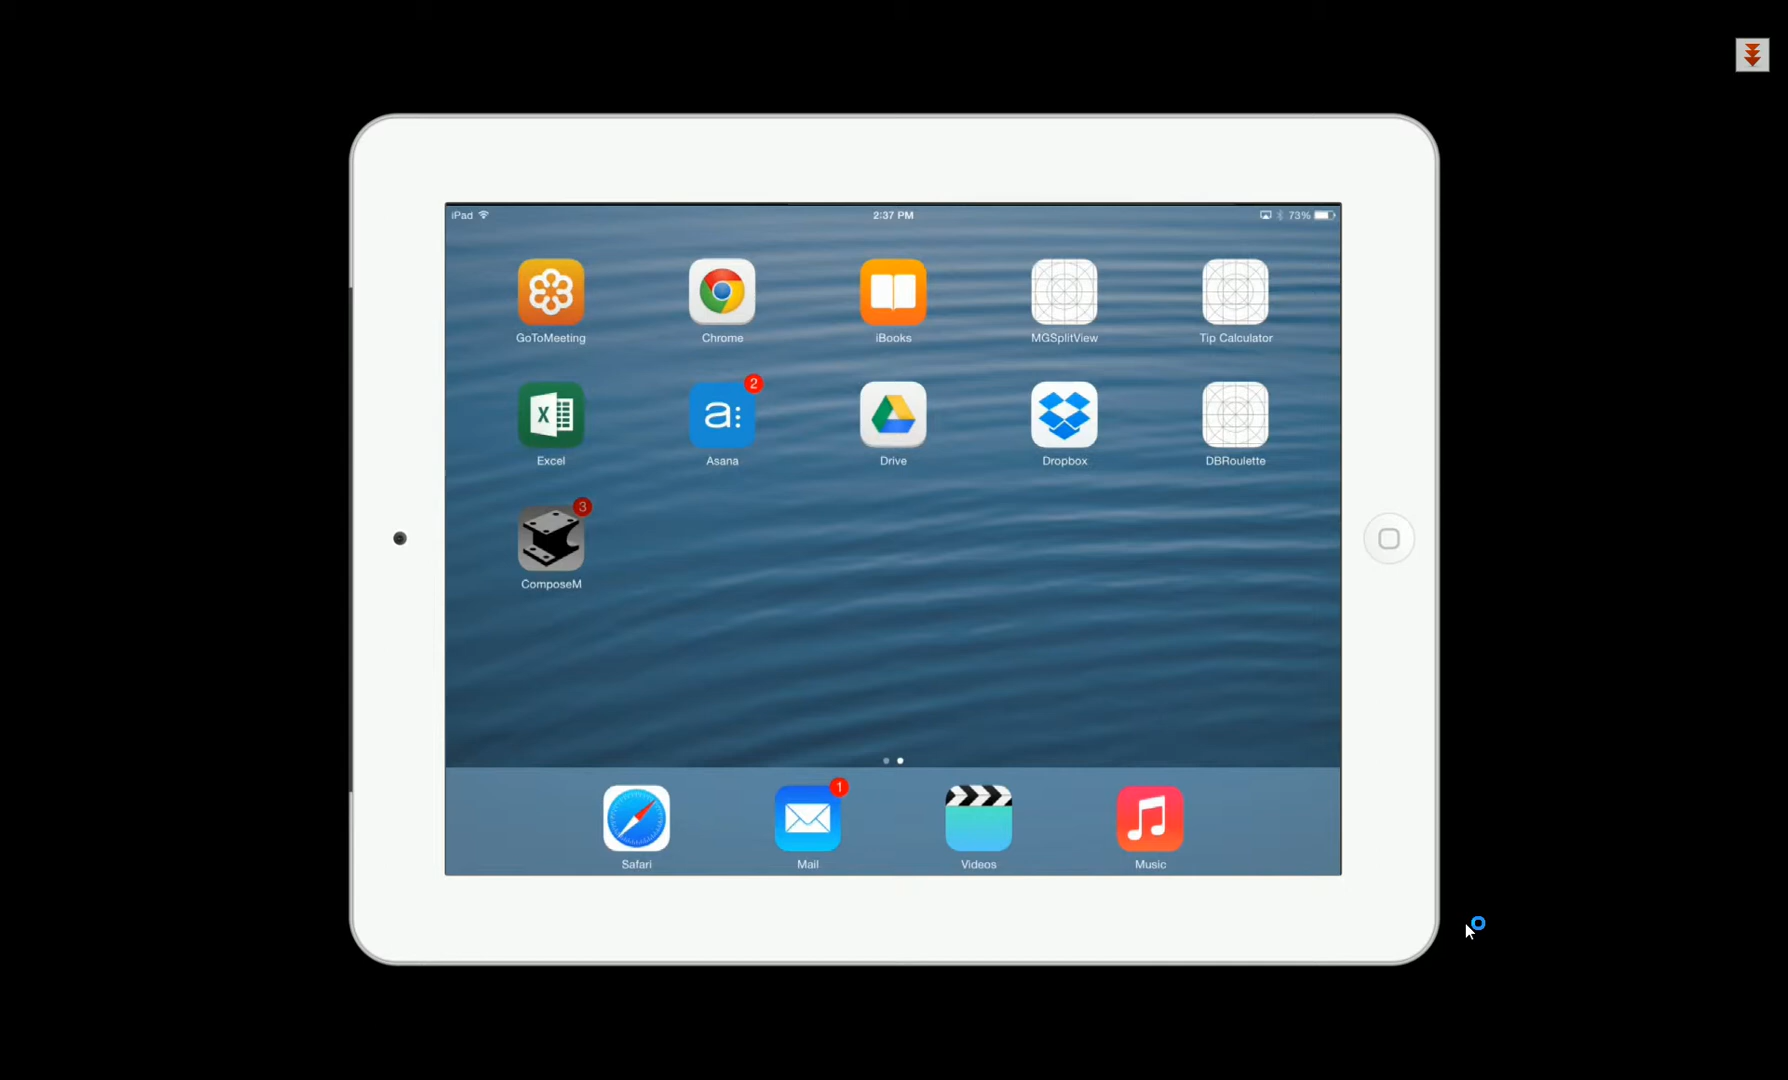 iPad 2:37 PM 73%
GoToMeeting Chrome iBooks MGSplitView Tip Calculator
2
X a: 
Excel Asana Drive Dropbox DBRoulette
3
ComposeM
1
Safari Mail Videos Music